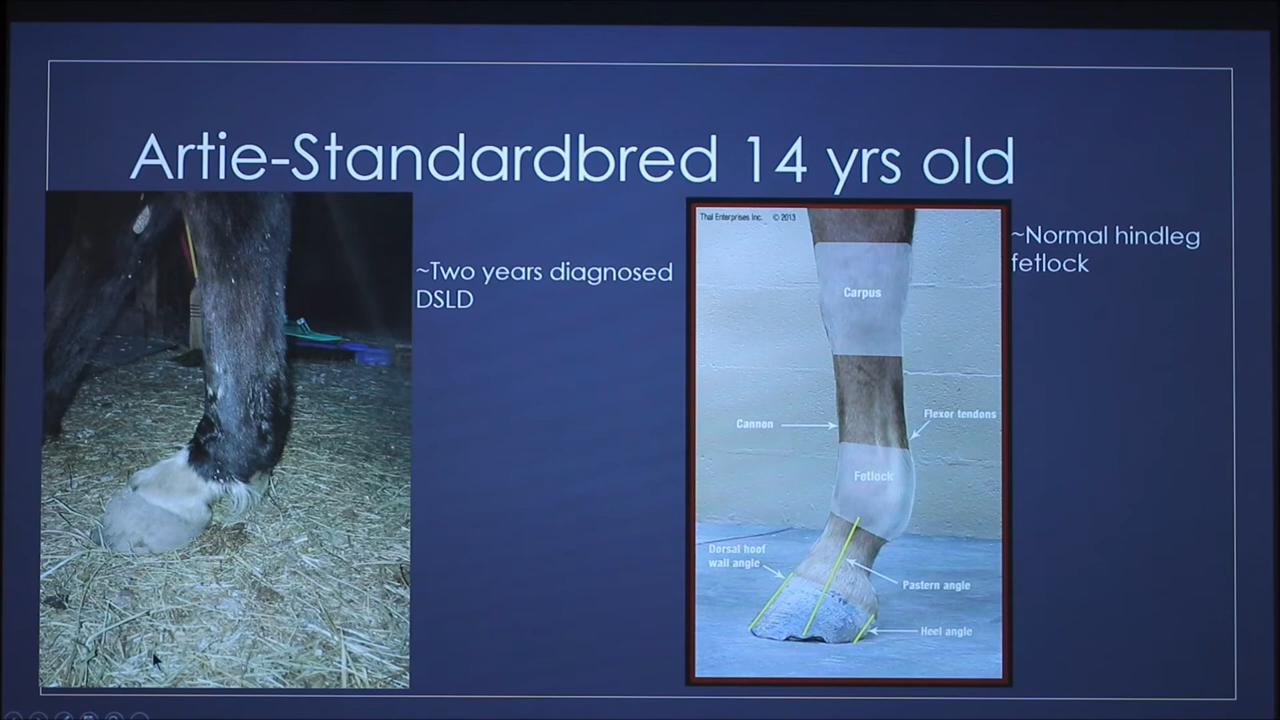 Artie-Standardbred 14 yrs old
~Two years diagnosed
DSLD
Thal Enterprises Inc. © 2013
Carpus
Cannon
Flexor tendons
Fetlock
Dorsal hoof
wall angle
Pastern angle
Heel angle
~Normal hindleg
fetlock